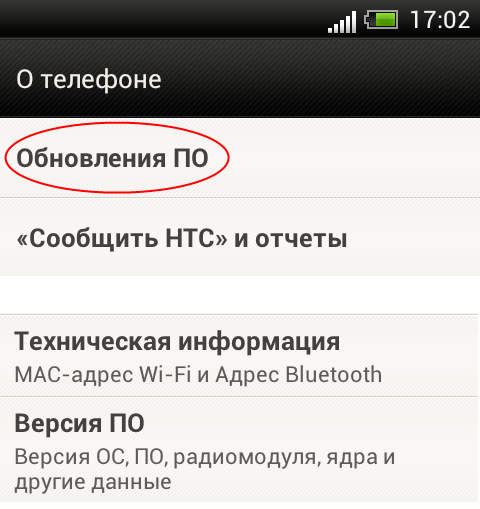 17:02
О телефоне
Обновления ПО
«Сообщить HTC» и отчеты
Техническая информация
MAC-адрес Wi-Fi и Адрес Bluetooth
Версия ПО
Версия ОС, ПО, радиомодуля, ядра и
другие данные